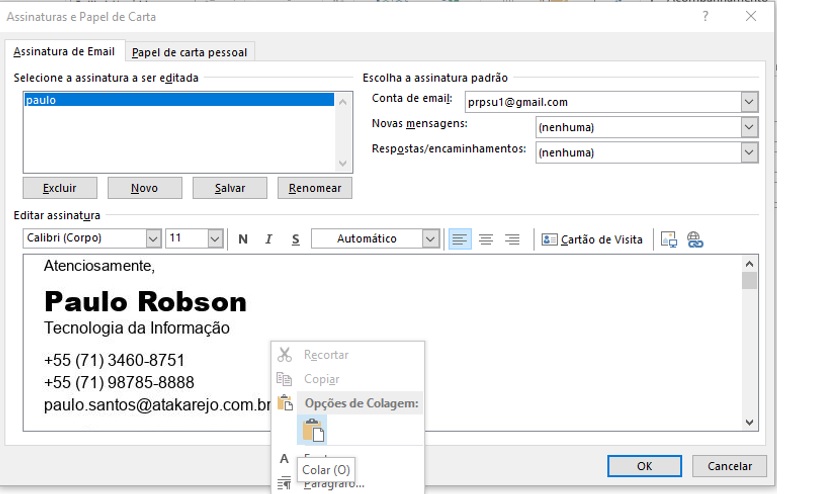 Assinaturas e Papel de Carta
?
Assinatura de Email
Papel de carta pessoal
Selecione a assinatura a ser editada
paulo
Excluir
Novo
Salvar
Renomear
Escolha a assinatura padrão
Conta de email: prpsu1@gmail.com
Novas mensagens: (nenhuma)
Respostas/encaminhamentos: (nenhuma)
Editar assinatura
Calibri (Corpo) 11 N I S Automático Cartão de Visita
Atenciosamente,
Paulo Robson
Tecnologia da Informação
+55 (71) 3460-8751
+55 (71) 98785-8888
paulo.santos@atakarejo.com.br
Recortar
Copiar
Opções de Colagem:
A
Colar (O)
Parágrafo...
OK
Cancelar